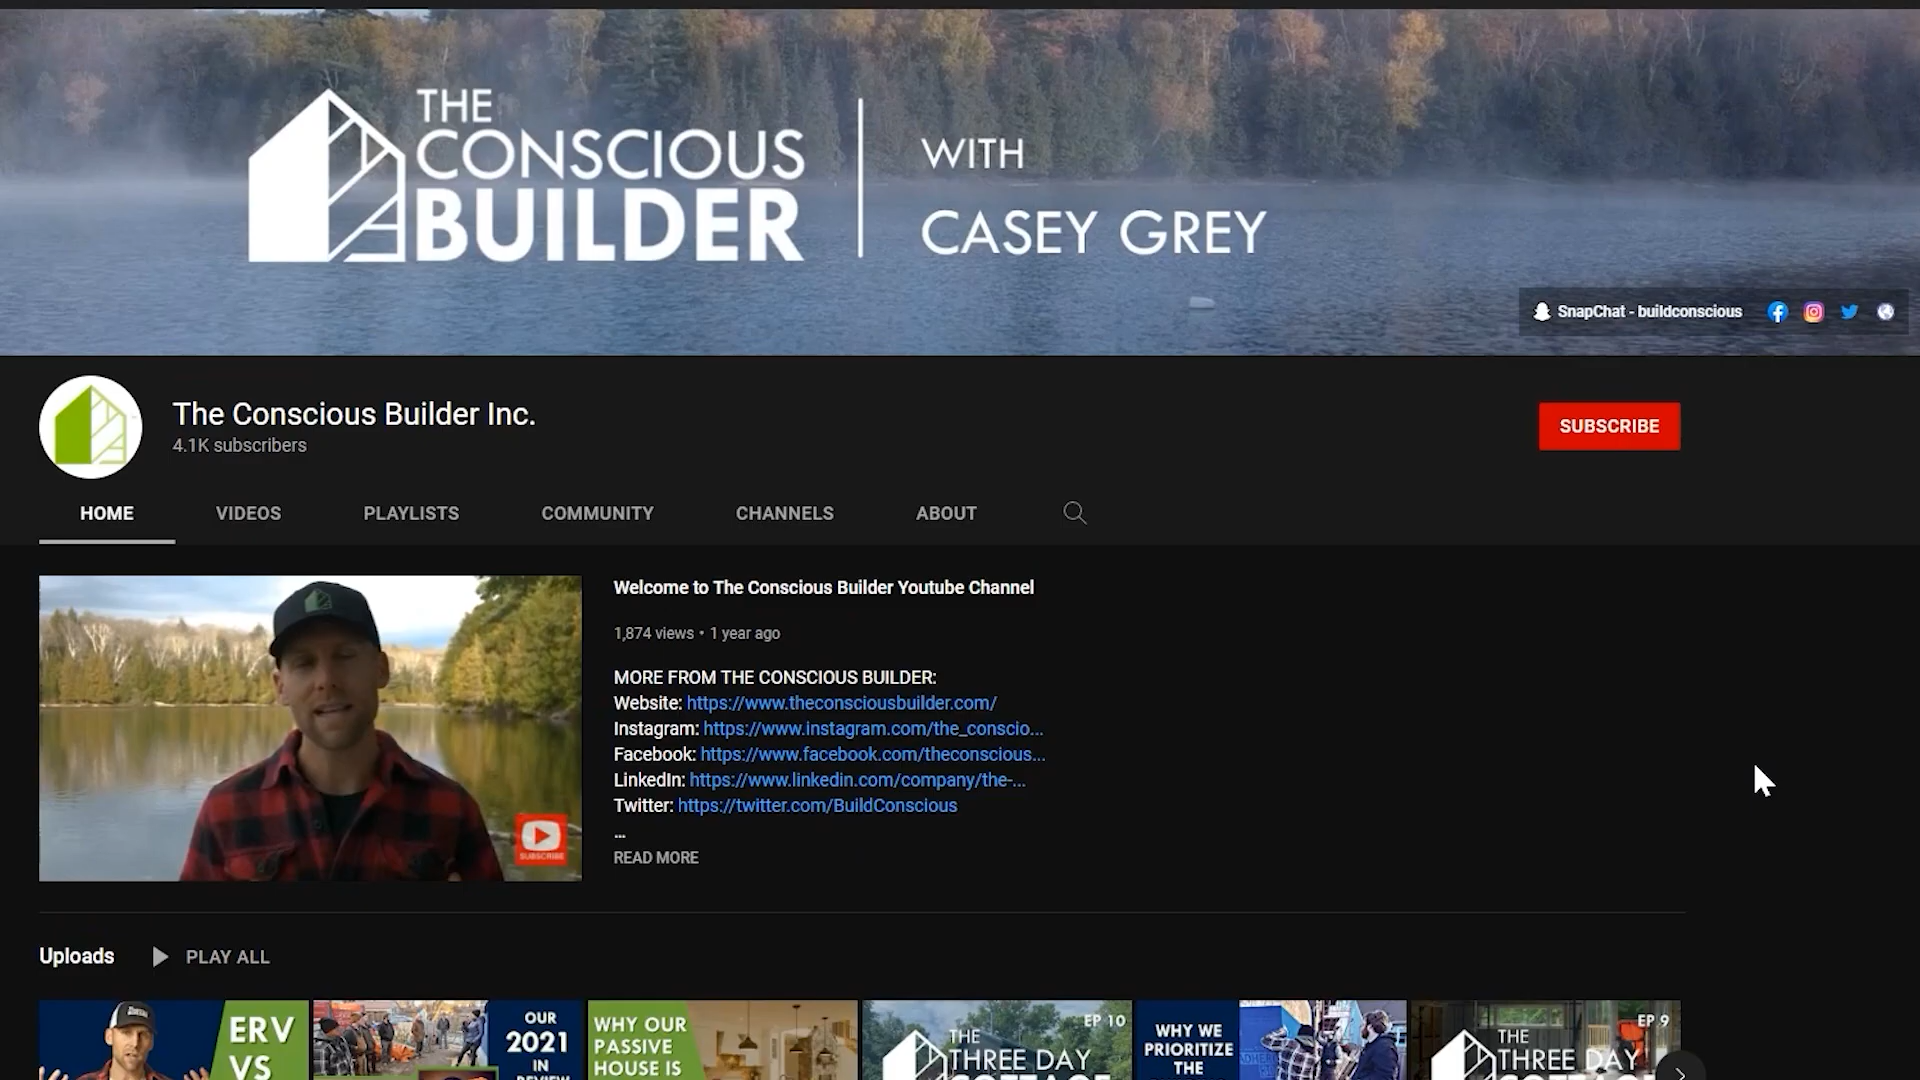 THE
CONSCIOUS
BUILDER
WITH
CASEY GREY
SnapChat - buildconscious
The Conscious Builder Inc.
4.1K subscribers
SUBSCRIBE
HOME
VIDEOS
PLAYLISTS
COMMUNITY
CHANNELS
ABOUT
Welcome to The Conscious Builder Youtube Channel
1,874 views • 1 year ago
MORE FROM THE CONSCIOUS BUILDER:
Website: https://www.theconsciousbuilder.com/
Instagram: https://www.instagram.com/the_conscio...
Facebook: https://www.facebook.com/theconscious...
LinkedIn: https://www.linkedin.com/company/the-...
Twitter: https://twitter.com/BuildConscious
...
READ MORE
SUBSCRIBE
Uploads
PLAY ALL
ERV
VS
OUR
2021
IN
REVIEW
WHY OUR
PASSIVE
HOUSE IS
EP 10
THE
THREE DAY
COTTAGE
WHY WE
PRIORITIZE
THE
EP 9
THE
THREE DAY
COTTAGE